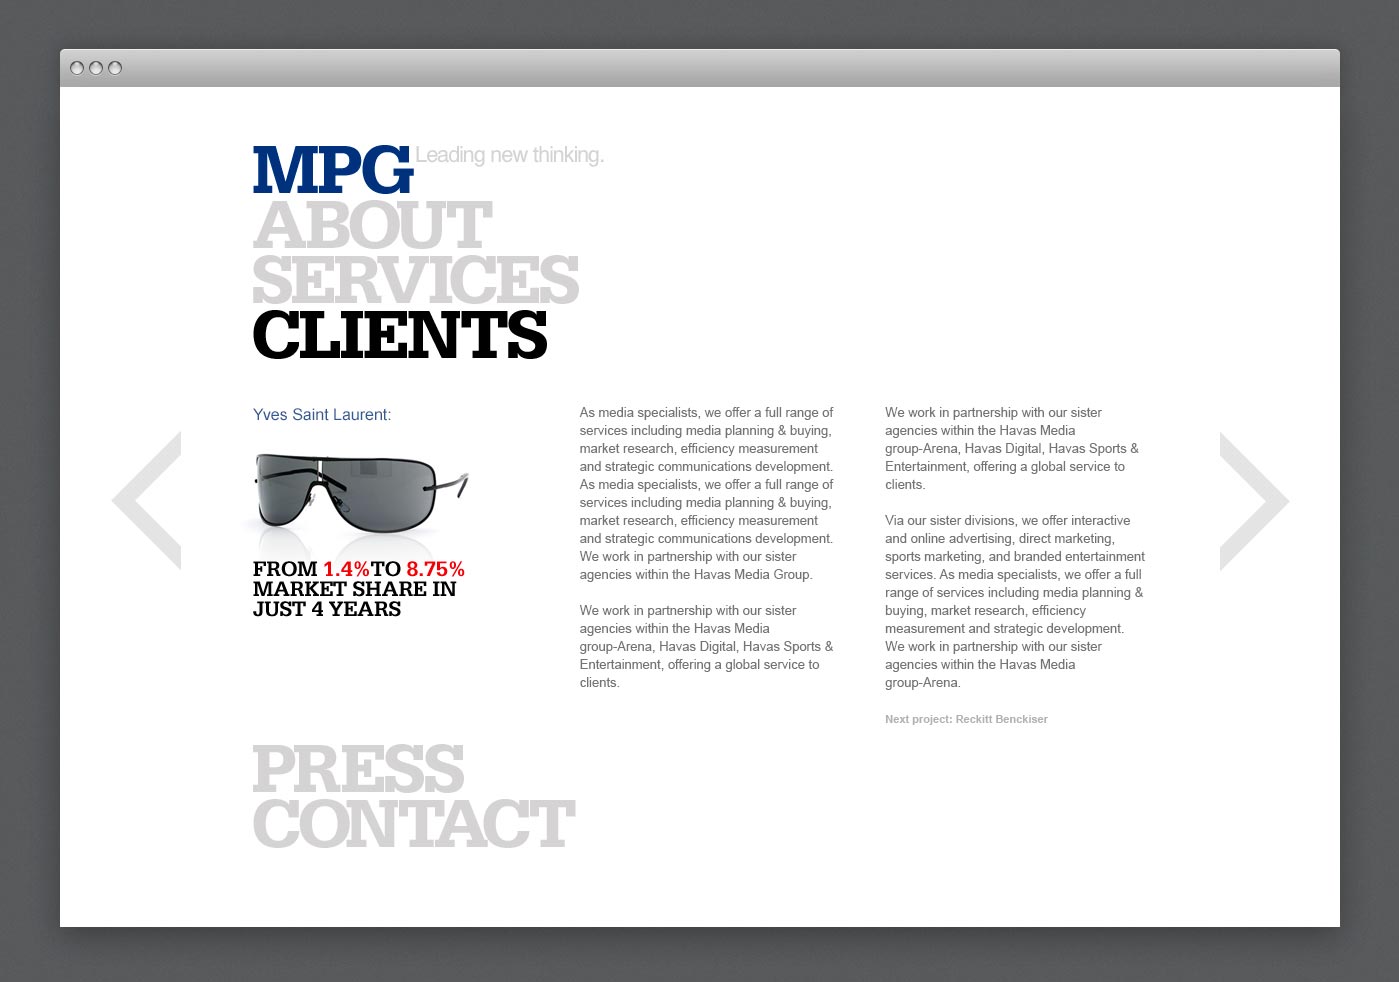 MPG Leading new thinking.
ABOUT
SERVICES
CLIENTS
Yves Saint Laurent:
FROM 1.4%TO 8.75%
MARKET SHARE IN
JUST 4 YEARS
As media specialists, we offer a full range of
services including media planning & buying,
market research, efficiency measurement
and strategic communications development.
As media specialists, we offer a full range of
services including media planning & buying,
market research, efficiency measurement
and strategic communications development.
We work in partnership with our sister
agencies within the Havas Media Group.
We work in partnership with our sister
agencies within the Havas Media
group-Arena, Havas Digital, Havas Sports &
Entertainment, offering a global service to
clients.
We work in partnership with our sister
agencies within the Havas Media
group-Arena, Havas Digital, Havas Sports &
Entertainment, offering a global service to
clients.
Via our sister divisions, we offer interactive
and online advertising, direct marketing,
sports marketing, and branded entertainment
services. As media specialists, we offer a full
range of services including media planning &
buying, market research, efficiency
measurement and strategic development.
We work in partnership with our sister
agencies within the Havas Media
group-Arena.
Next project: Reckitt Benckiser
PRESS
CONTACT